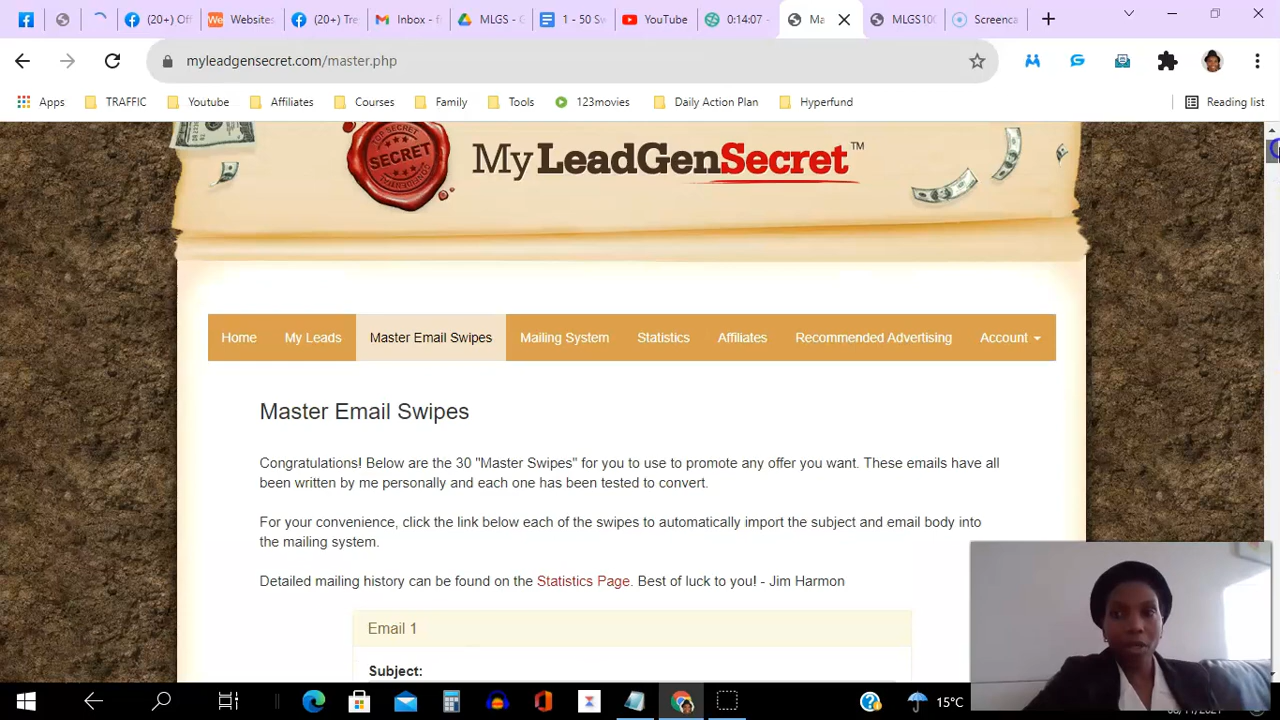 (20+) Of
Websites
(20+) Tre
Inbox - f
MLGS - G
1 - 50 Sw
YouTube
0:14:07
Ma
MLGS100
Screenca
myleadgensecret.com/master.php
Apps
TRAFFIC
Youtube
Affiliates
Courses
Family
Tools
123movies
Daily Action Plan
Hyperfund
Reading list
TOP SECRET
SECRET
MyLeadGenSecret™
Home
My Leads
Master Email Swipes
Mailing System
Statistics
Affiliates
Recommended Advertising
Account
Master Email Swipes
Congratulations! Below are the 30 "Master Swipes" for you to use to promote any offer you want. These emails have all
been written by me personally and each one has been tested to convert.
For your convenience, click the link below each of the swipes to automatically import the subject and email body into
the mailing system.
Detailed mailing history can be found on the Statistics Page. Best of luck to you! - Jim Harmon
Email 1
Subject:
15°C